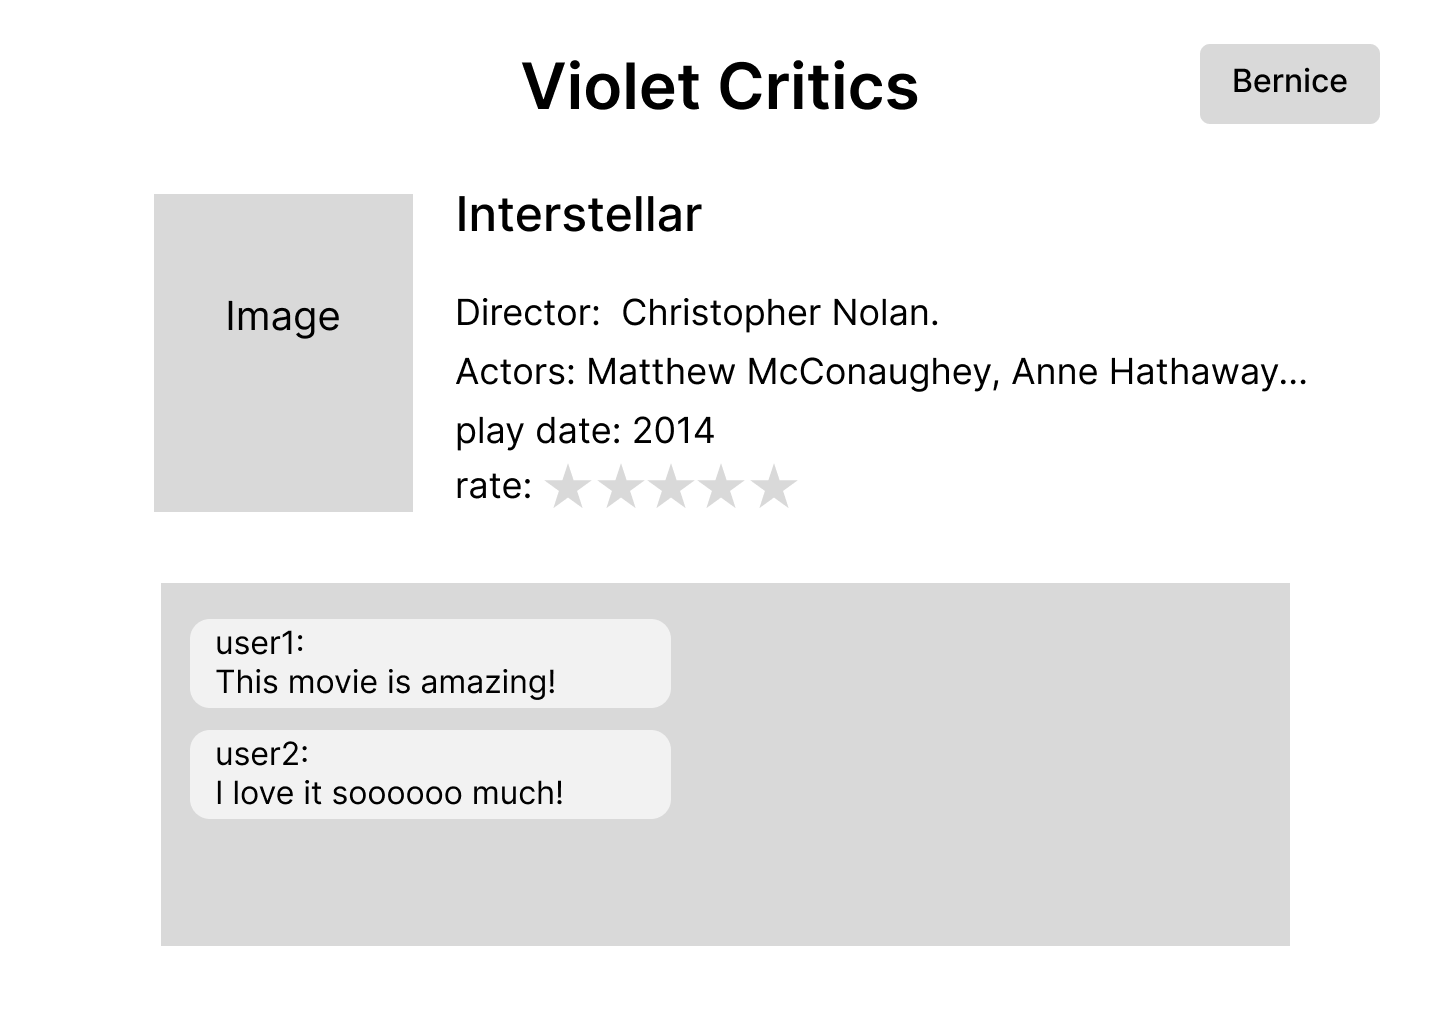 Violet Critics
Bernice
Interstellar
Image
Director:  Christopher Nolan.
Actors: Matthew McConaughey, Anne Hathaway...
play date: 2014
rate:
user1:
This movie is amazing!
user2:
I love it soooooo much!